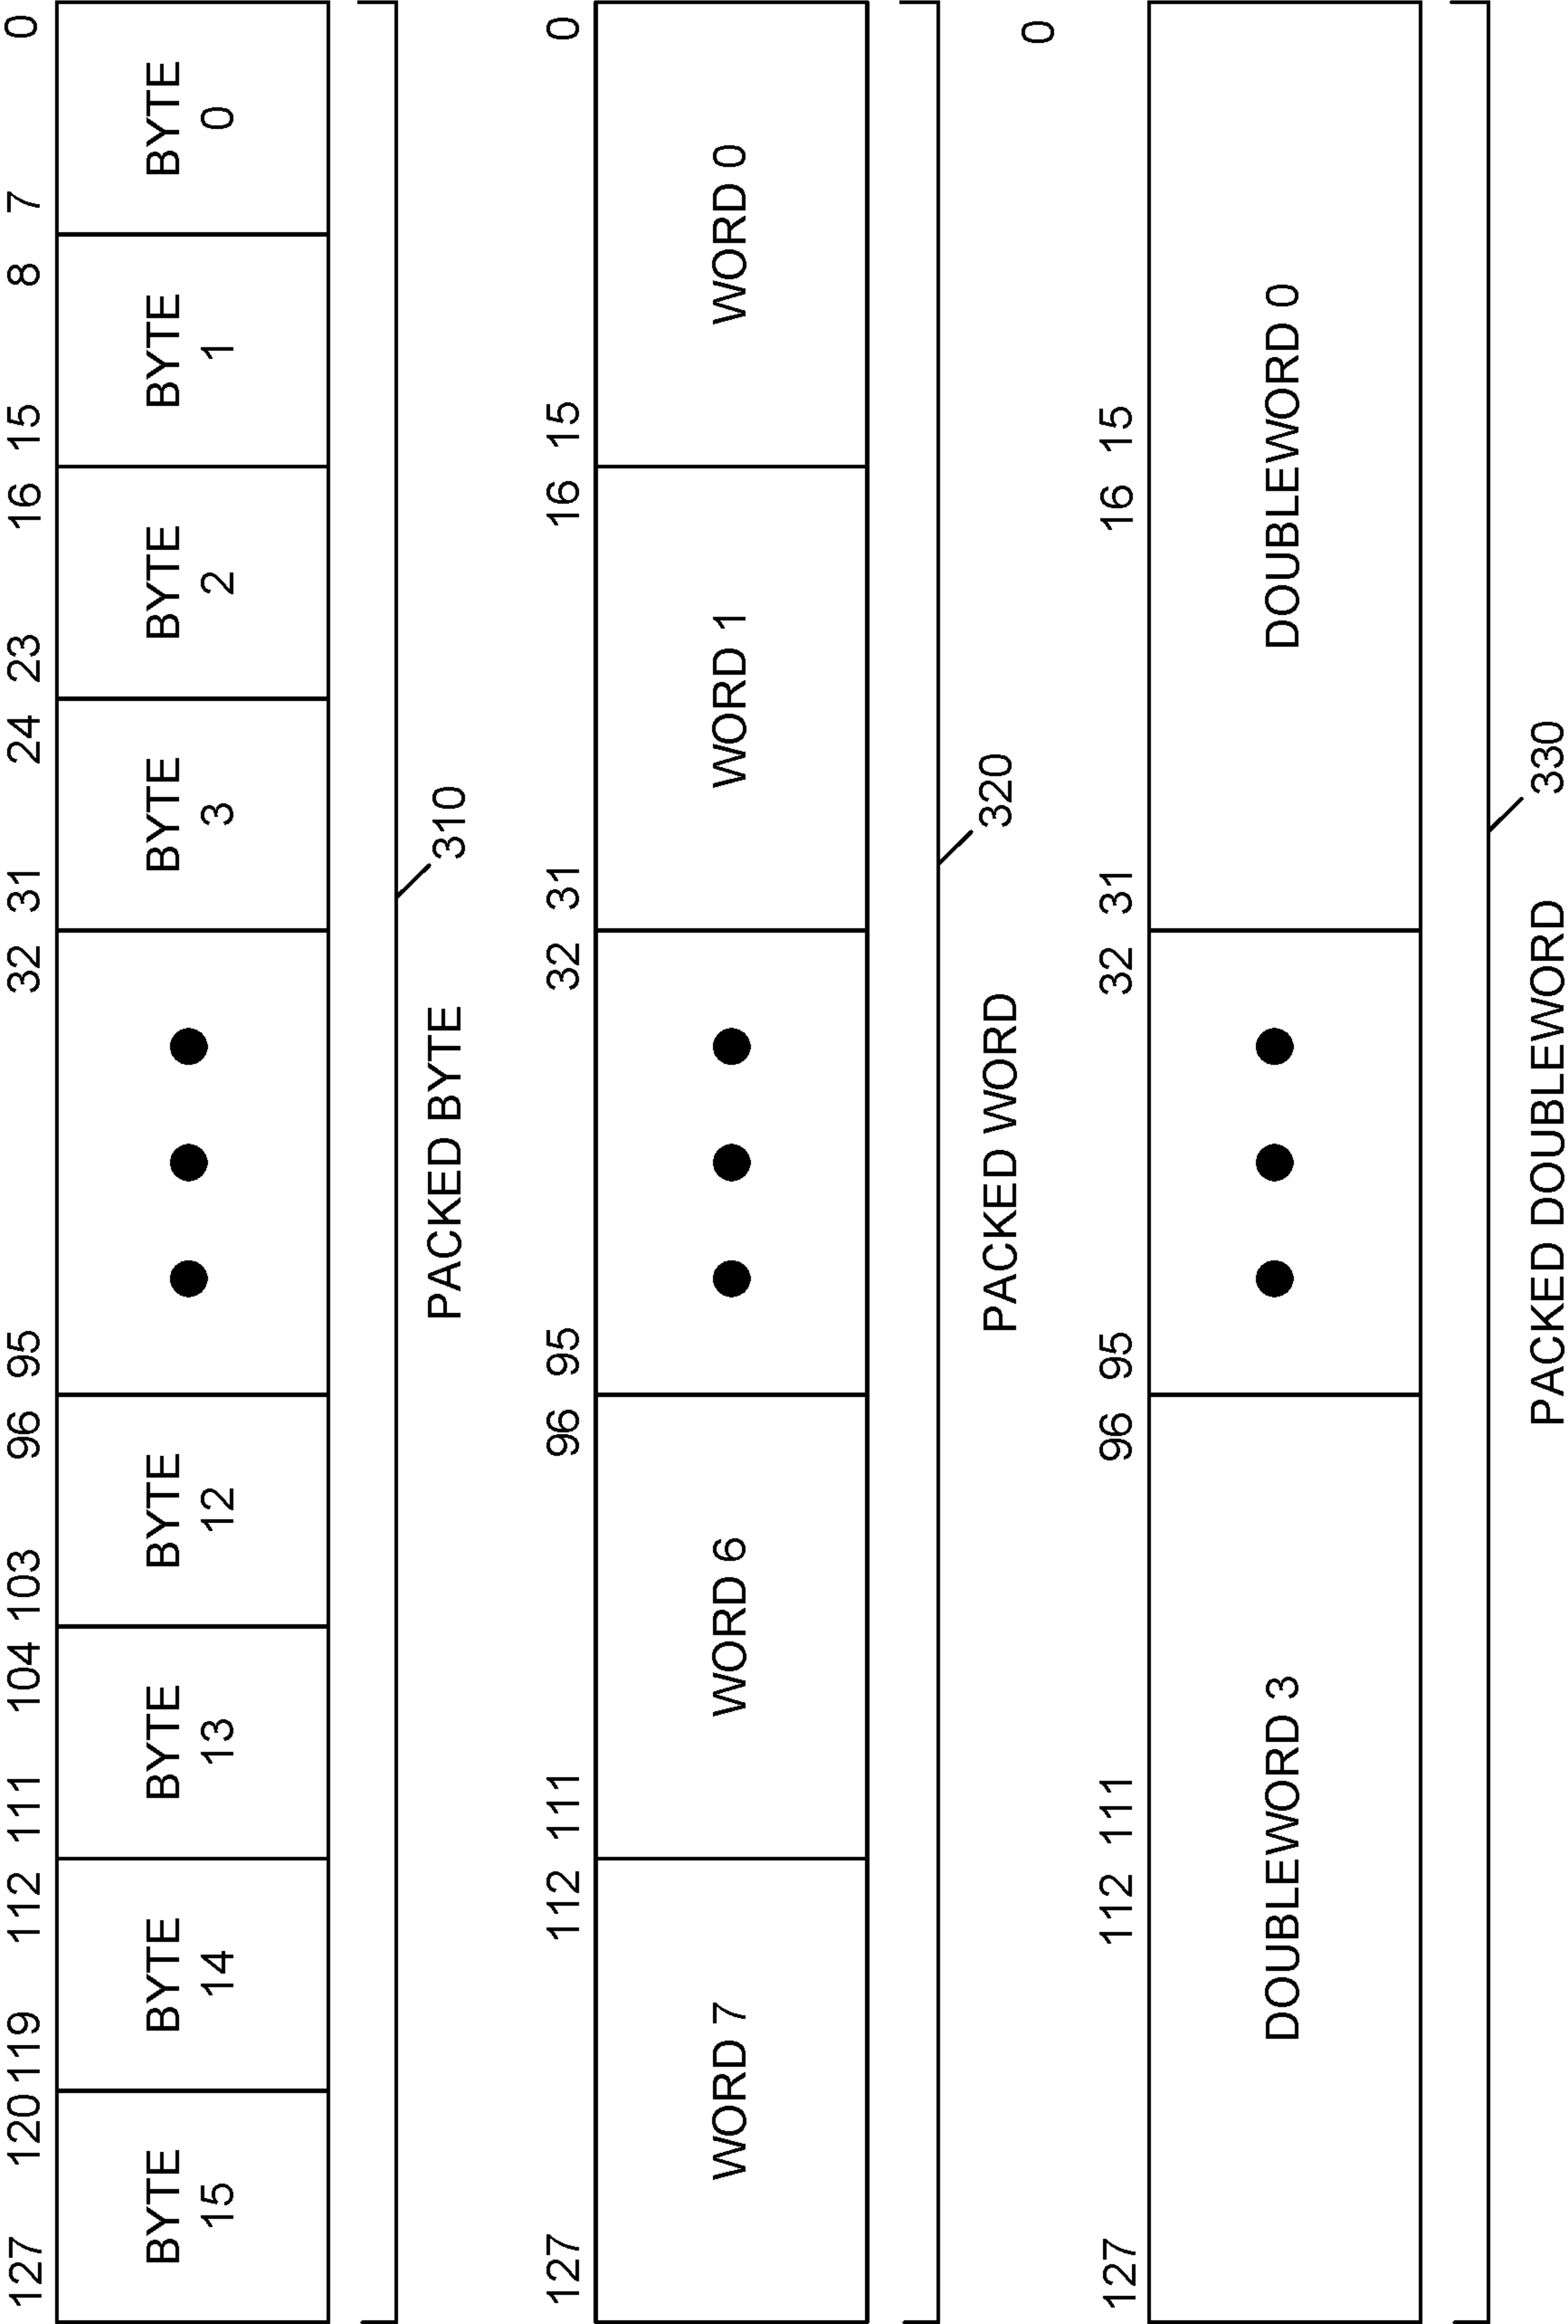 127 120 119 112 111 104 103 96 95 32 31 24 23 16 15 8 7 0
BYTE BYTE BYTE BYTE BYTE BYTE BYTE BYTE
15 14 13 12 3 2 1 0
PACKED BYTE 310
127 112 111 96 95 32 31 16 15 0
WORD 7 WORD 6 WORD 1 WORD 0
PACKED WORD 320
0
127 112 111 96 95 32 31 16 15
DOUBLEWORD 3 DOUBLEWORD 0
PACKED DOUBLEWORD 330